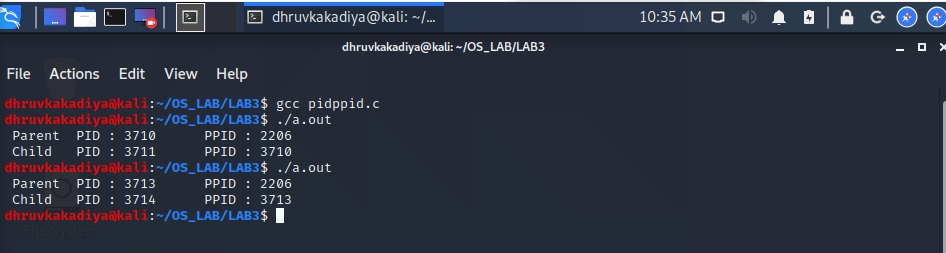 dhruvkakadiya@kali: ~/...
10:35 AM
dhruvkakadiya@kali: ~/OS_LAB/LAB3
File Actions Edit View Help
dhruvkakadiya@kali:~/OS_LAB/LAB3$ gcc pidppid.c
dhruvkakadiya@kali:~/OS_LAB/LAB3$ ./a.out
Parent PID : 3710 PPID : 2206
Child PID : 3711 PPID : 3710
dhruvkakadiya@kali:~/OS_LAB/LAB3$ ./a.out
Parent PID : 3713 PPID : 2206
Child PID : 3714 PPID : 3713
dhruvkakadiya@kali:~/OS_LAB/LAB3$
File System